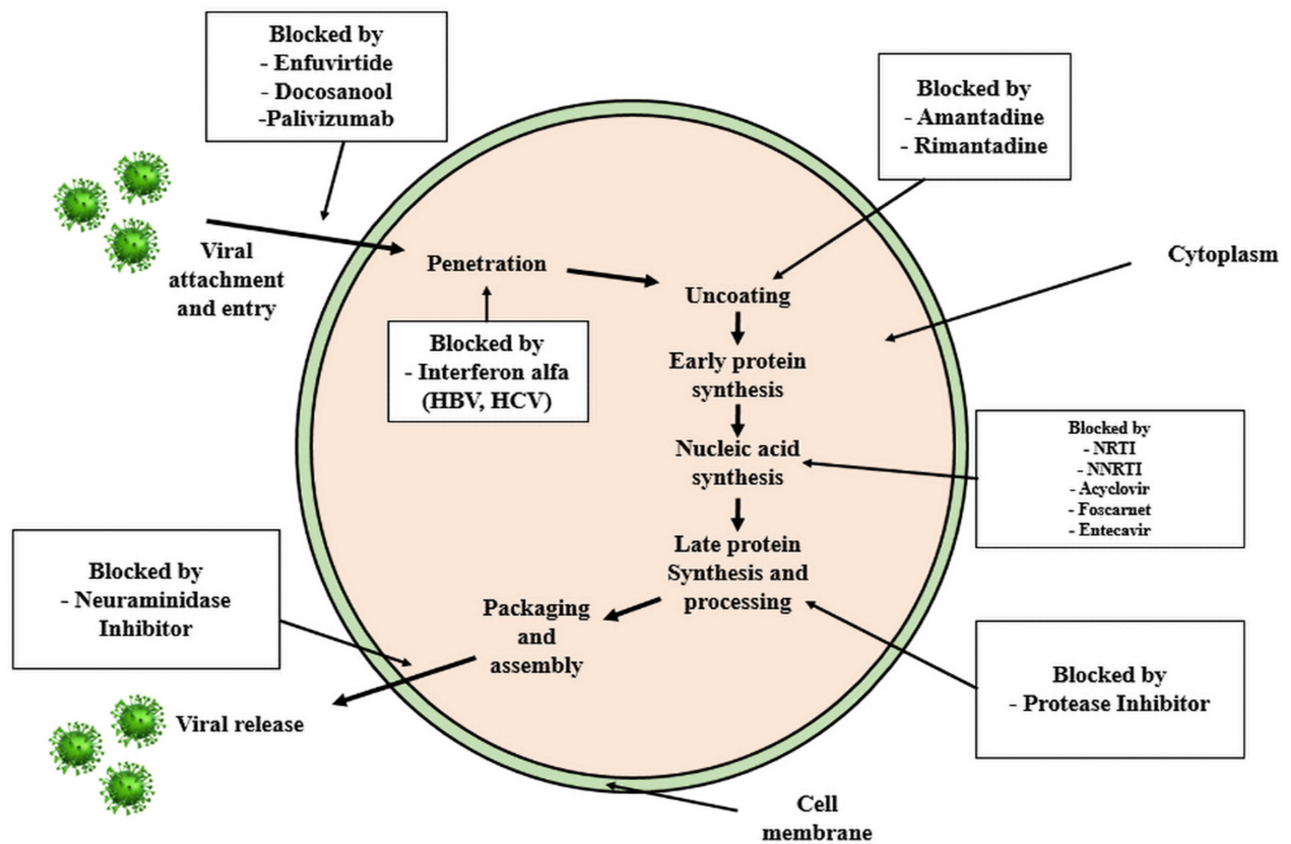 Blocked by
- Enfuvirtide
- Docosanool
-Palivizumab
Blocked by
- Amantadine
- Rimantadine
Viral
attachment
and entry
Penetration
Uncoating
Cytoplasm
Blocked by
- Interferon alfa
(HBV, HCV)
Early protein
synthesis
Nucleic acid
synthesis
Blocked by
- NRTI
- NNRTI
- Acyclovir
- Foscarnet
- Entecavir
Late protein
Synthesis and
processing
Blocked by
- Neuraminidase
Inhibitor
Packaging
and
assembly
Blocked by
- Protease Inhibitor
Viral release
Cell
membrane